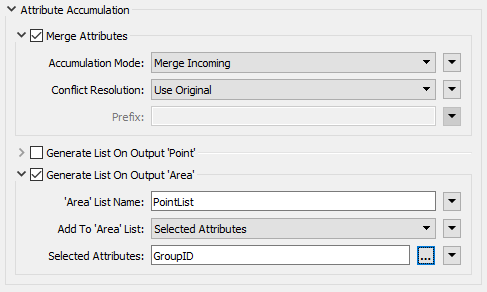 Attribute Accumulation
Merge Attributes
Accumulation Mode: Merge Incoming
Conflict Resolution: Use Original
Prefix:
Generate List On Output 'Point'
Generate List On Output 'Area'
'Area' List Name: PointList
Add To 'Area' List: Selected Attributes
Selected Attributes: GroupID ...